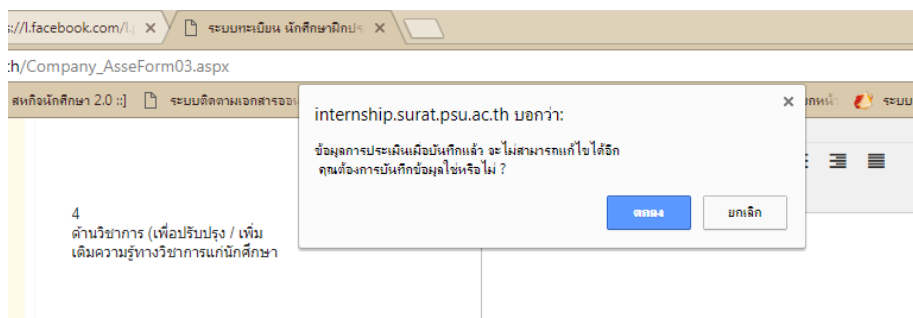 s://l.facebook.com/l.
ระบบทะเบียน นักศึกษาฝึกประ
th/Company_AsseForm03.aspx
สหกิจนักศึกษา 2.0 ::]
ระบบติดตามเอกสารออน
กหน้า
ระบบ
internship.surat.psu.ac.th บอกว่า:
ข้อมูลการประเมินเมื่อบันทึกแล้ว จะไม่สามารถแก้ไขได้อีก
คุณต้องการบันทึกข้อมูลใช่หรือไม่ ?
ตกลง
ยกเลิก
4
ด้านวิชาการ (เพื่อปรับปรุง / เพิ่ม
เติมความรู้ทางวิชาการแก่นักศึกษา